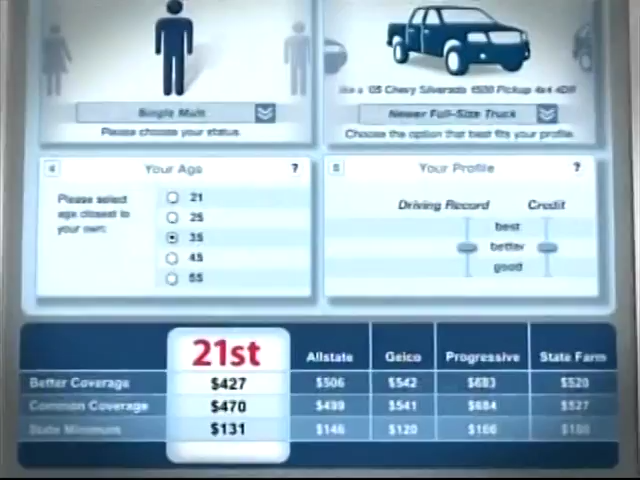 Single Male
Newer Full-Size Truck
Please choose your status.
Choose the option that best fits your profile.
'05 Chevy Silverado 1500 Pickup 4x4
4
Your Age
?
Please select
age closest to
your own:
21
25
35
45
55
5
Your Profile
?
Driving Record
Credit
best
better
good
21st
Allstate
Geico
Progressive
State Farm
Better Coverage
$427
$506
$542
$683
$520
Common Coverage
$470
$499
$541
$684
$527
State Minimum
$131
$146
$120
$166